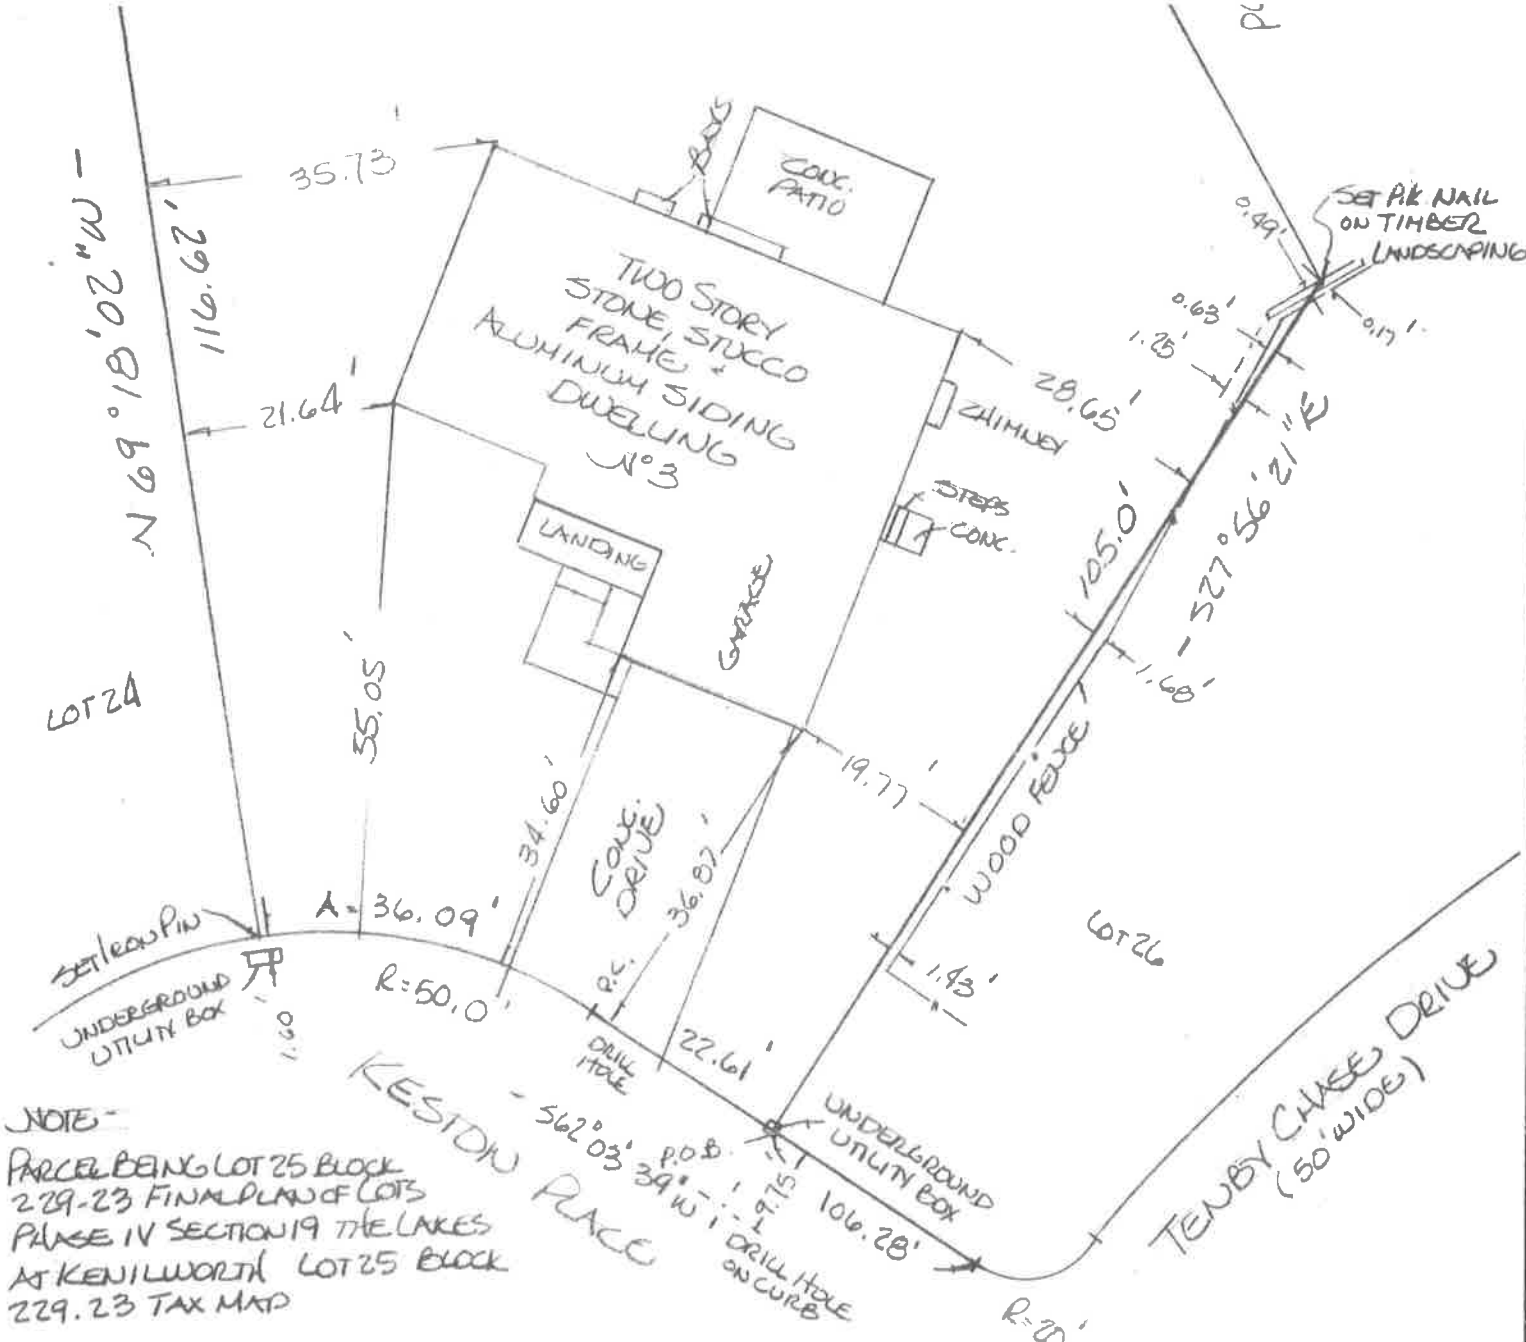 35.73'
BAYS
CONC.
PATIO
SET P.K. NAIL
ON TIMBER
LANDSCAPING
0.49'
0.63'
1.25'
0.17'
N 69° 18' 02" W -
116.62'
TWO STORY
STONE, STUCCO
FRAME +
ALUMINUM SIDING
DWELLING
N° 3
28.65'
CHIMNEY
21.64'
STEPS
CONC.
LANDING
GARAGE
105.0'
- S27° 56' 21" E
1.68'
LOT 24
55.05'
34.60'
CONC.
DRIVE
36.87'
19.77'
WOOD FENCE
LOT 26
1.43'
SET IRON PIN
A= 36.09'
R=50.0'
P.C.
UNDERGROUND
UTILITY BOX
1.60'
DRILL
HOLE
22.61'
KESTON PLACE
- S62° 03' 39" W -
P.O.B.
9.75'
UNDERGROUND
UTILITY BOX
106.28'
DRILL HOLE
ON CURB
TENBY CHASE DRIVE
(50' WIDE)
R=20'
NOTE -
PARCEL BEING LOT 25 BLOCK
229-23 FINAL PLAN OF LOTS
PHASE IV SECTION 19 THE LAKES
AT KENILWORTH LOT 25 BLOCK
229.23 TAX MAP